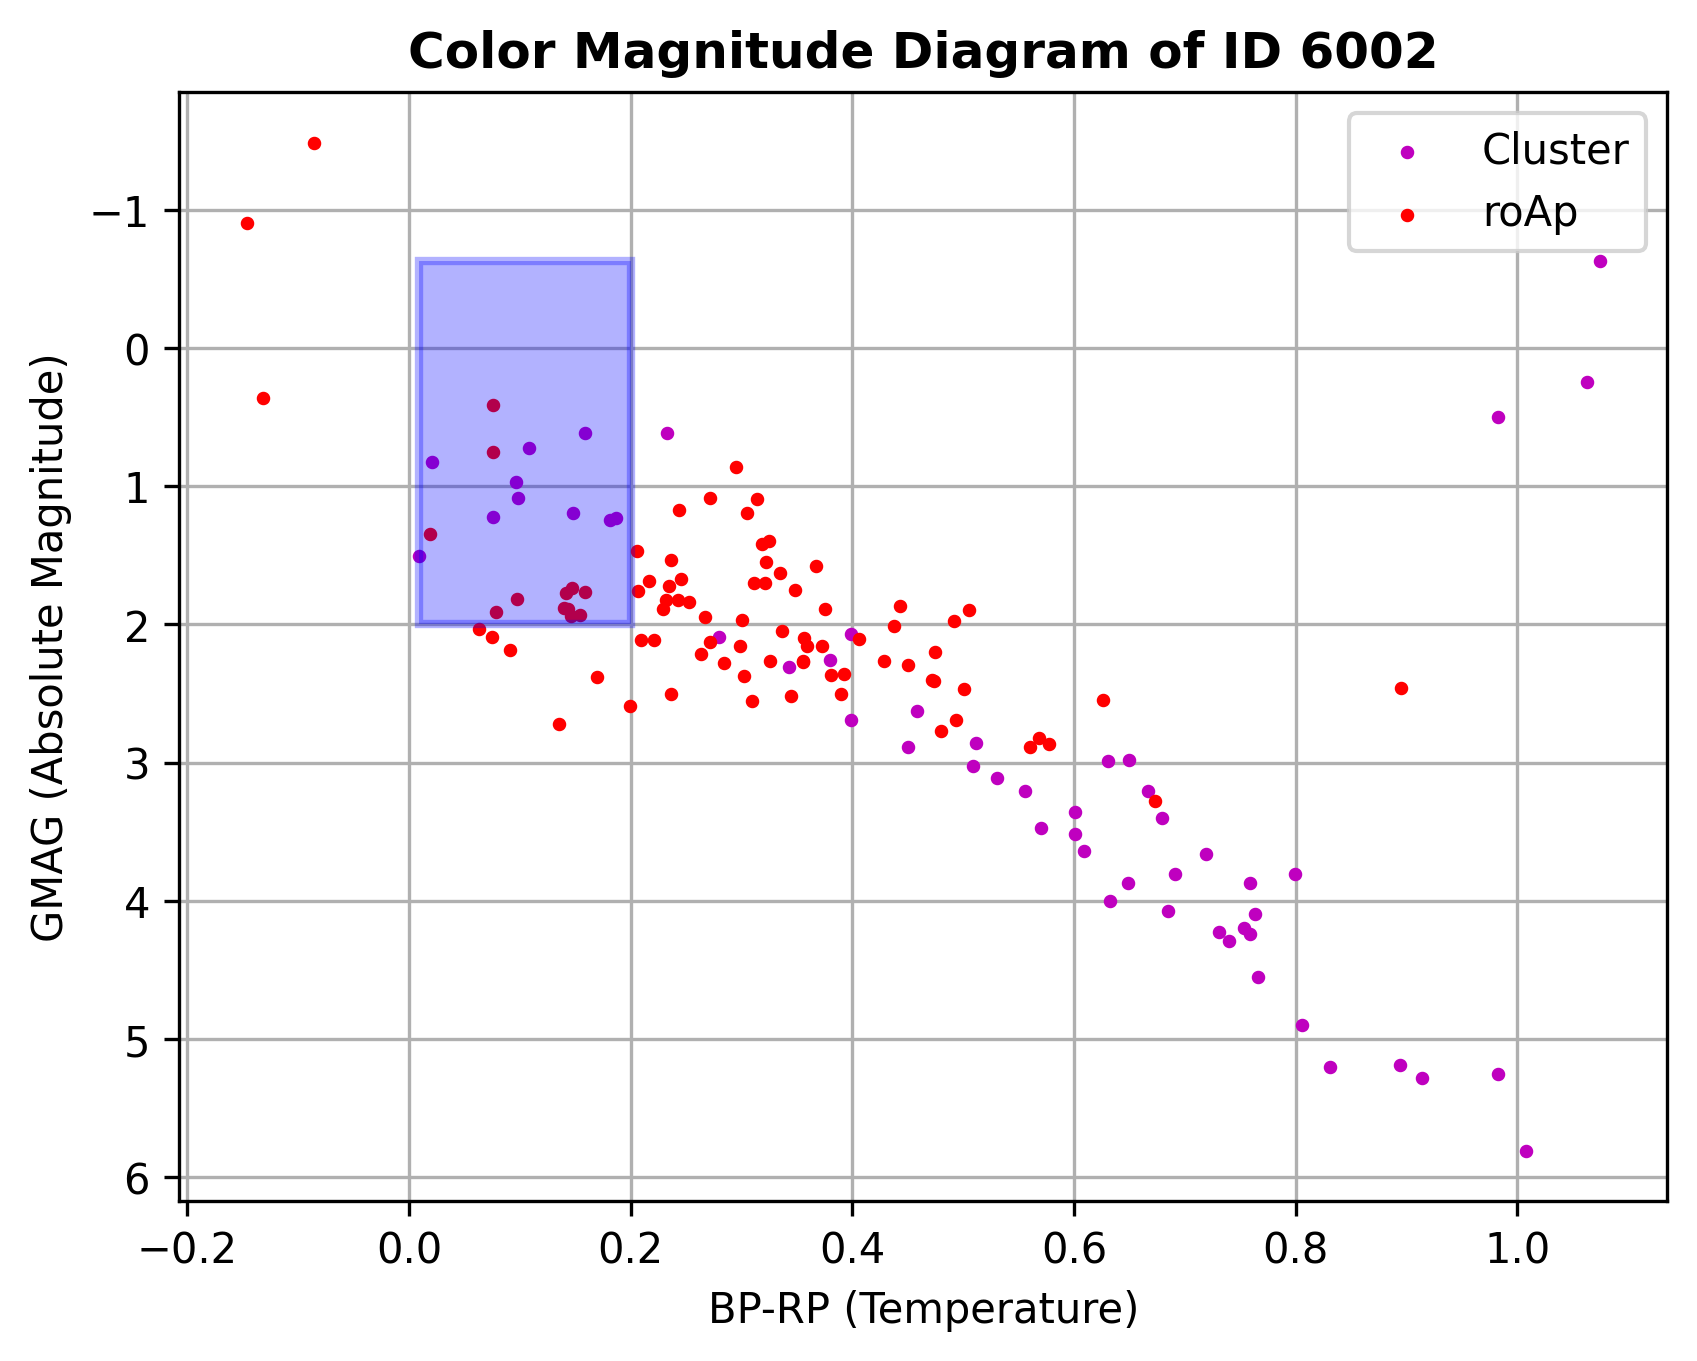 Color Magnitude Diagram of ID 6002
Cluster
roAp
−1
0
1
2
3
4
5
6
GMAG (Absolute Magnitude)
−0.2 0.0 0.2 0.4 0.6 0.8 1.0
BP-RP (Temperature)